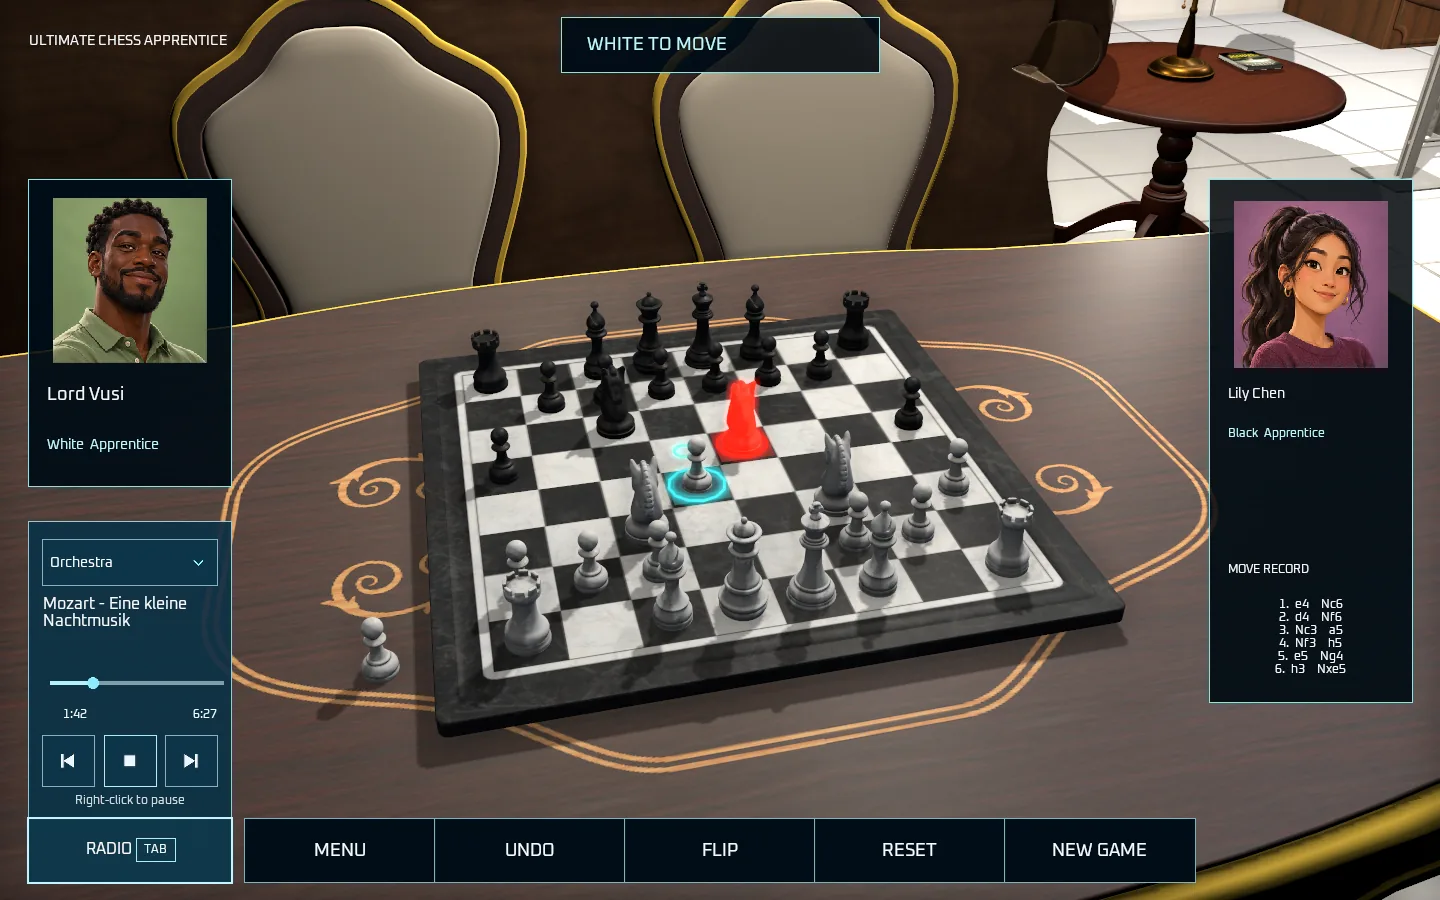 ULTIMATE CHESS APPRENTICE
WHITE TO MOVE
Lord Vusi
White Apprentice
Orchestra
Mozart - Eine kleine
Nachtmusik
1:42
6:27
Right-click to pause
RADIO TAB
MENU
UNDO
FLIP
RESET
NEW GAME
Lily Chen
Black Apprentice
MOVE RECORD
1. e4 Nc6
2. d4 Nf6
3. Nc3 a5
4. Nf3 h5
5. e5 Ng4
6. h3 Nxe5